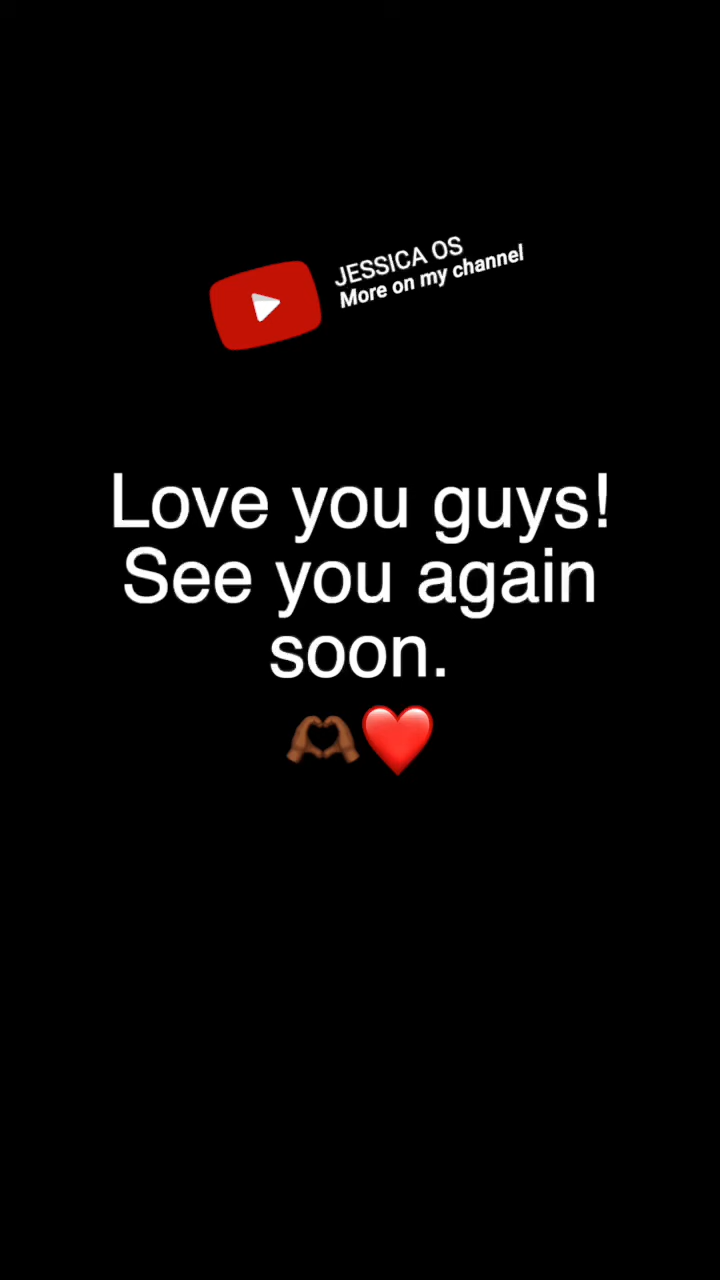 JESSICA OS
More on my channel
Love you guys!
See you again
soon.
🫶🏾❤️